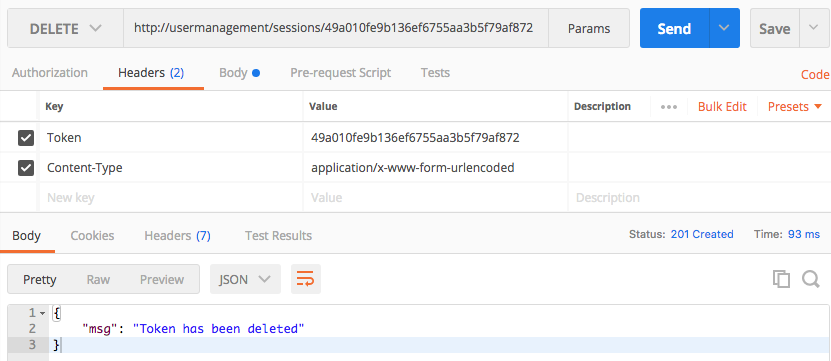 DELETE http://usermanagement/sessions/49a010fe9b136ef6755aa3b5f79af872 Params Send Save
Authorization Headers (2) Body Pre-request Script Tests Code
Key Value Description ••• Bulk Edit Presets
Token 49a010fe9b136ef6755aa3b5f79af872
Content-Type application/x-www-form-urlencoded
New key Value Description
Body Cookies Headers (7) Test Results Status: 201 Created Time: 93 ms
Pretty Raw Preview JSON
1 {
2 "msg": "Token has been deleted"
3 }